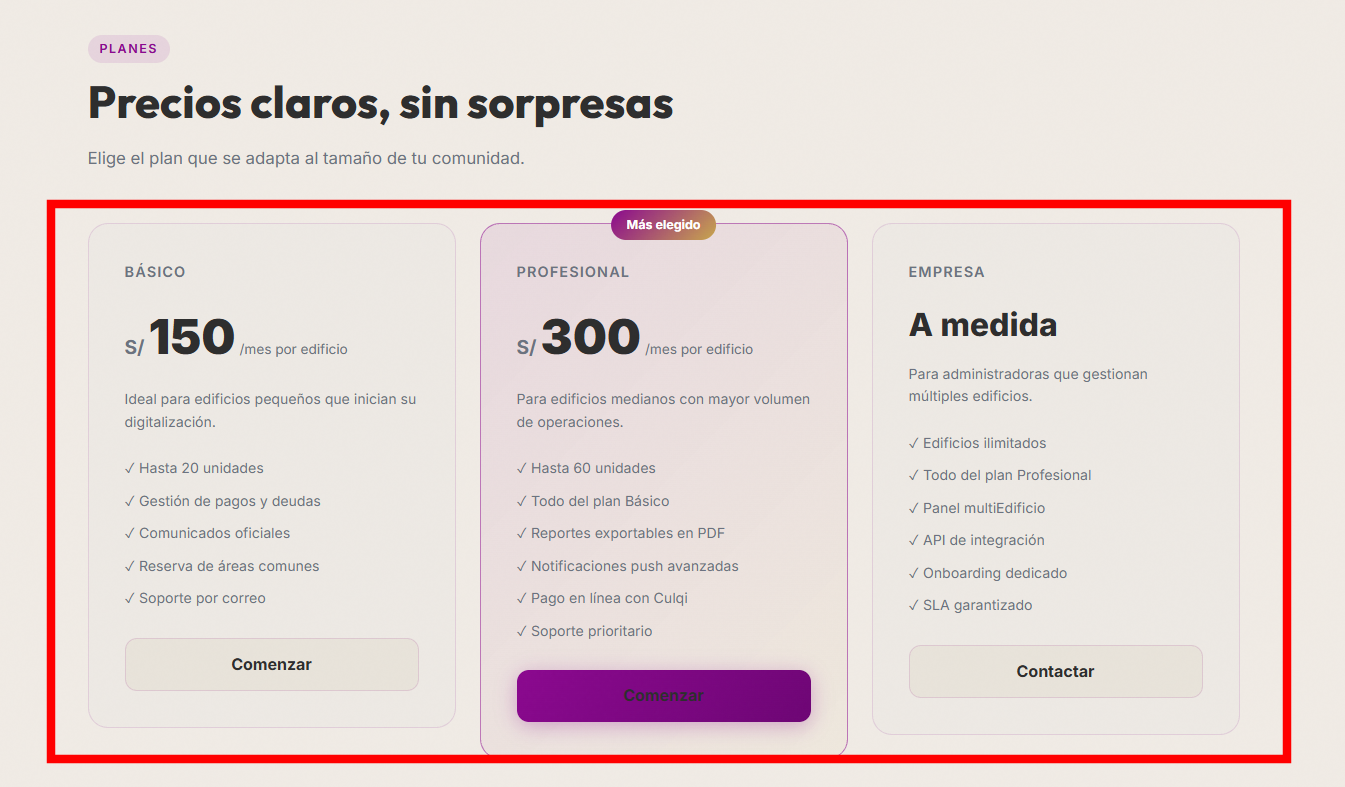 PLANES
Precios claros, sin sorpresas
Elige el plan que se adapta al tamaño de tu comunidad.
BÁSICO
S/ 150 /mes por edificio
Ideal para edificios pequeños que inician su
digitalización.
✓ Hasta 20 unidades
✓ Gestión de pagos y deudas
✓ Comunicados oficiales
✓ Reserva de áreas comunes
✓ Soporte por correo
Comenzar
Más elegido
PROFESIONAL
S/ 300 /mes por edificio
Para edificios medianos con mayor volumen
de operaciones.
✓ Hasta 60 unidades
✓ Todo del plan Básico
✓ Reportes exportables en PDF
✓ Notificaciones push avanzadas
✓ Pago en línea con Culqi
✓ Soporte prioritario
Comenzar
EMPRESA
A medida
Para administradoras que gestionan
múltiples edificios.
✓ Edificios ilimitados
✓ Todo del plan Profesional
✓ Panel multiEdificio
✓ API de integración
✓ Onboarding dedicado
✓ SLA garantizado
Contactar